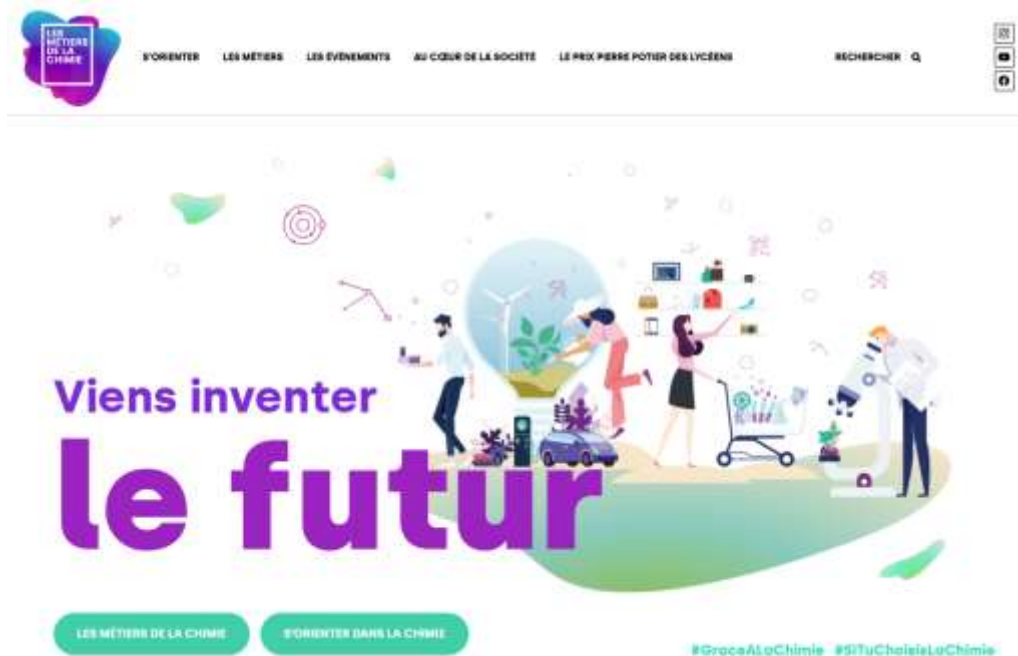 LES
MÉTIERS
DE LA
CHIMIE
S'ORIENTER LES MÉTIERS LES ÉVÉNEMENTS AU CŒUR DE LA SOCIÉTÉ LE PRIX PIERRE POTIER DES LYCÉENS RECHERCHER
Viens inventer
le futur
LES MÉTIERS DE LA CHIMIE S'ORIENTER DANS LA CHIMIE
#GraceALaChimie #SiTuChoisisLaChimie